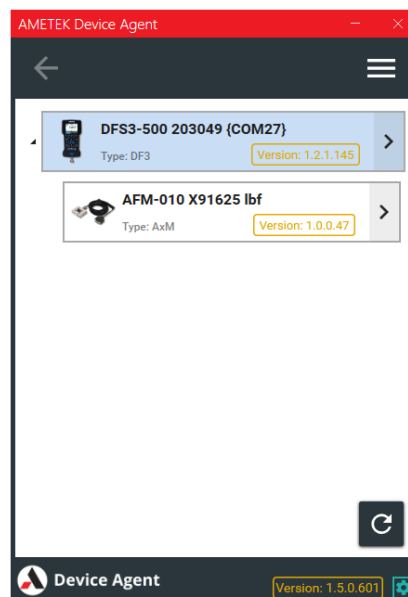 AMETEK Device Agent
DFS3-500 203049 {COM27}
Type: DF3
Version: 1.2.1.145
AFM-010 X91625 lbf
Type: AxM
Version: 1.0.0.47
Device Agent
Version: 1.5.0.601